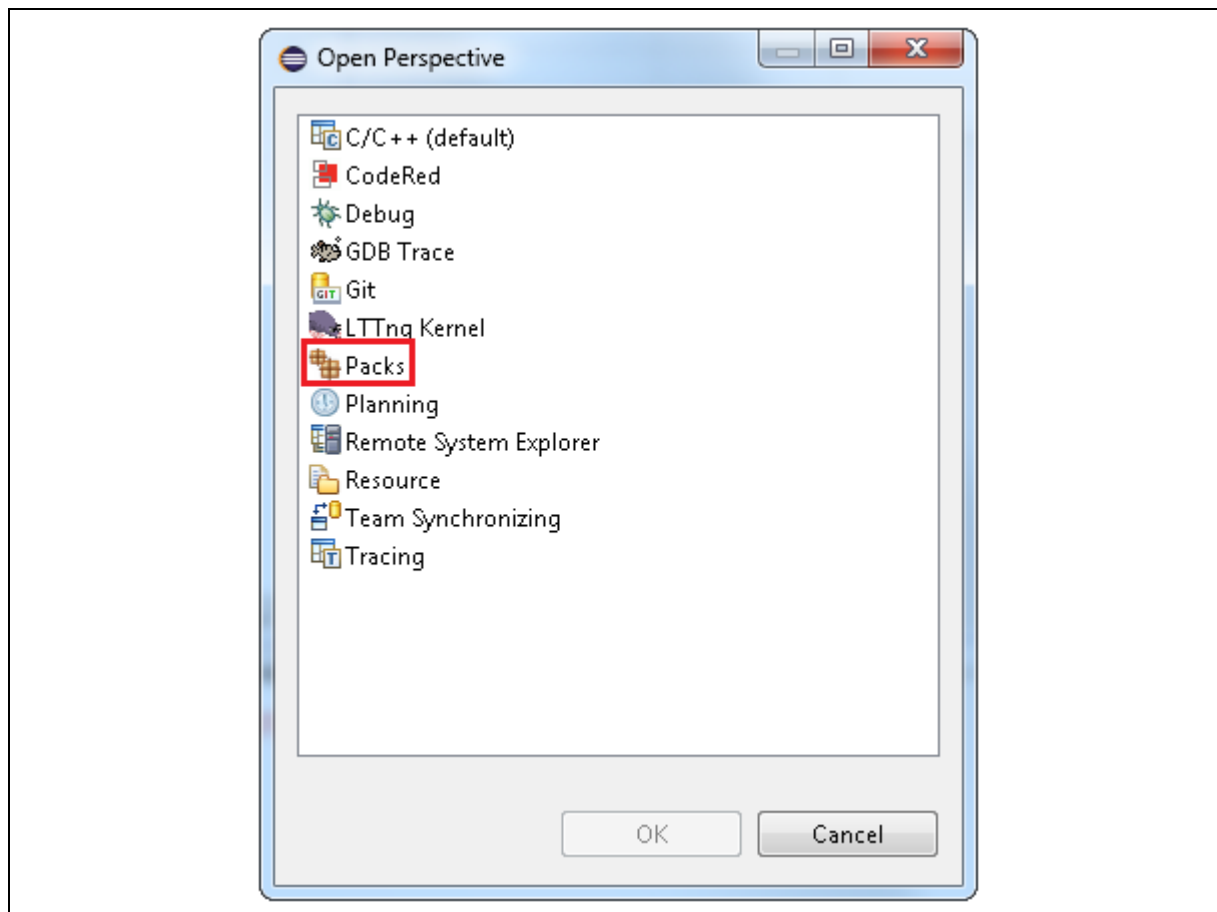 Open Perspective
C/C++ (default)
CodeRed
Debug
GDB Trace
GIT Git
LTTng Kernel
Packs
Planning
Remote System Explorer
Resource
Team Synchronizing
Tracing
OK Cancel